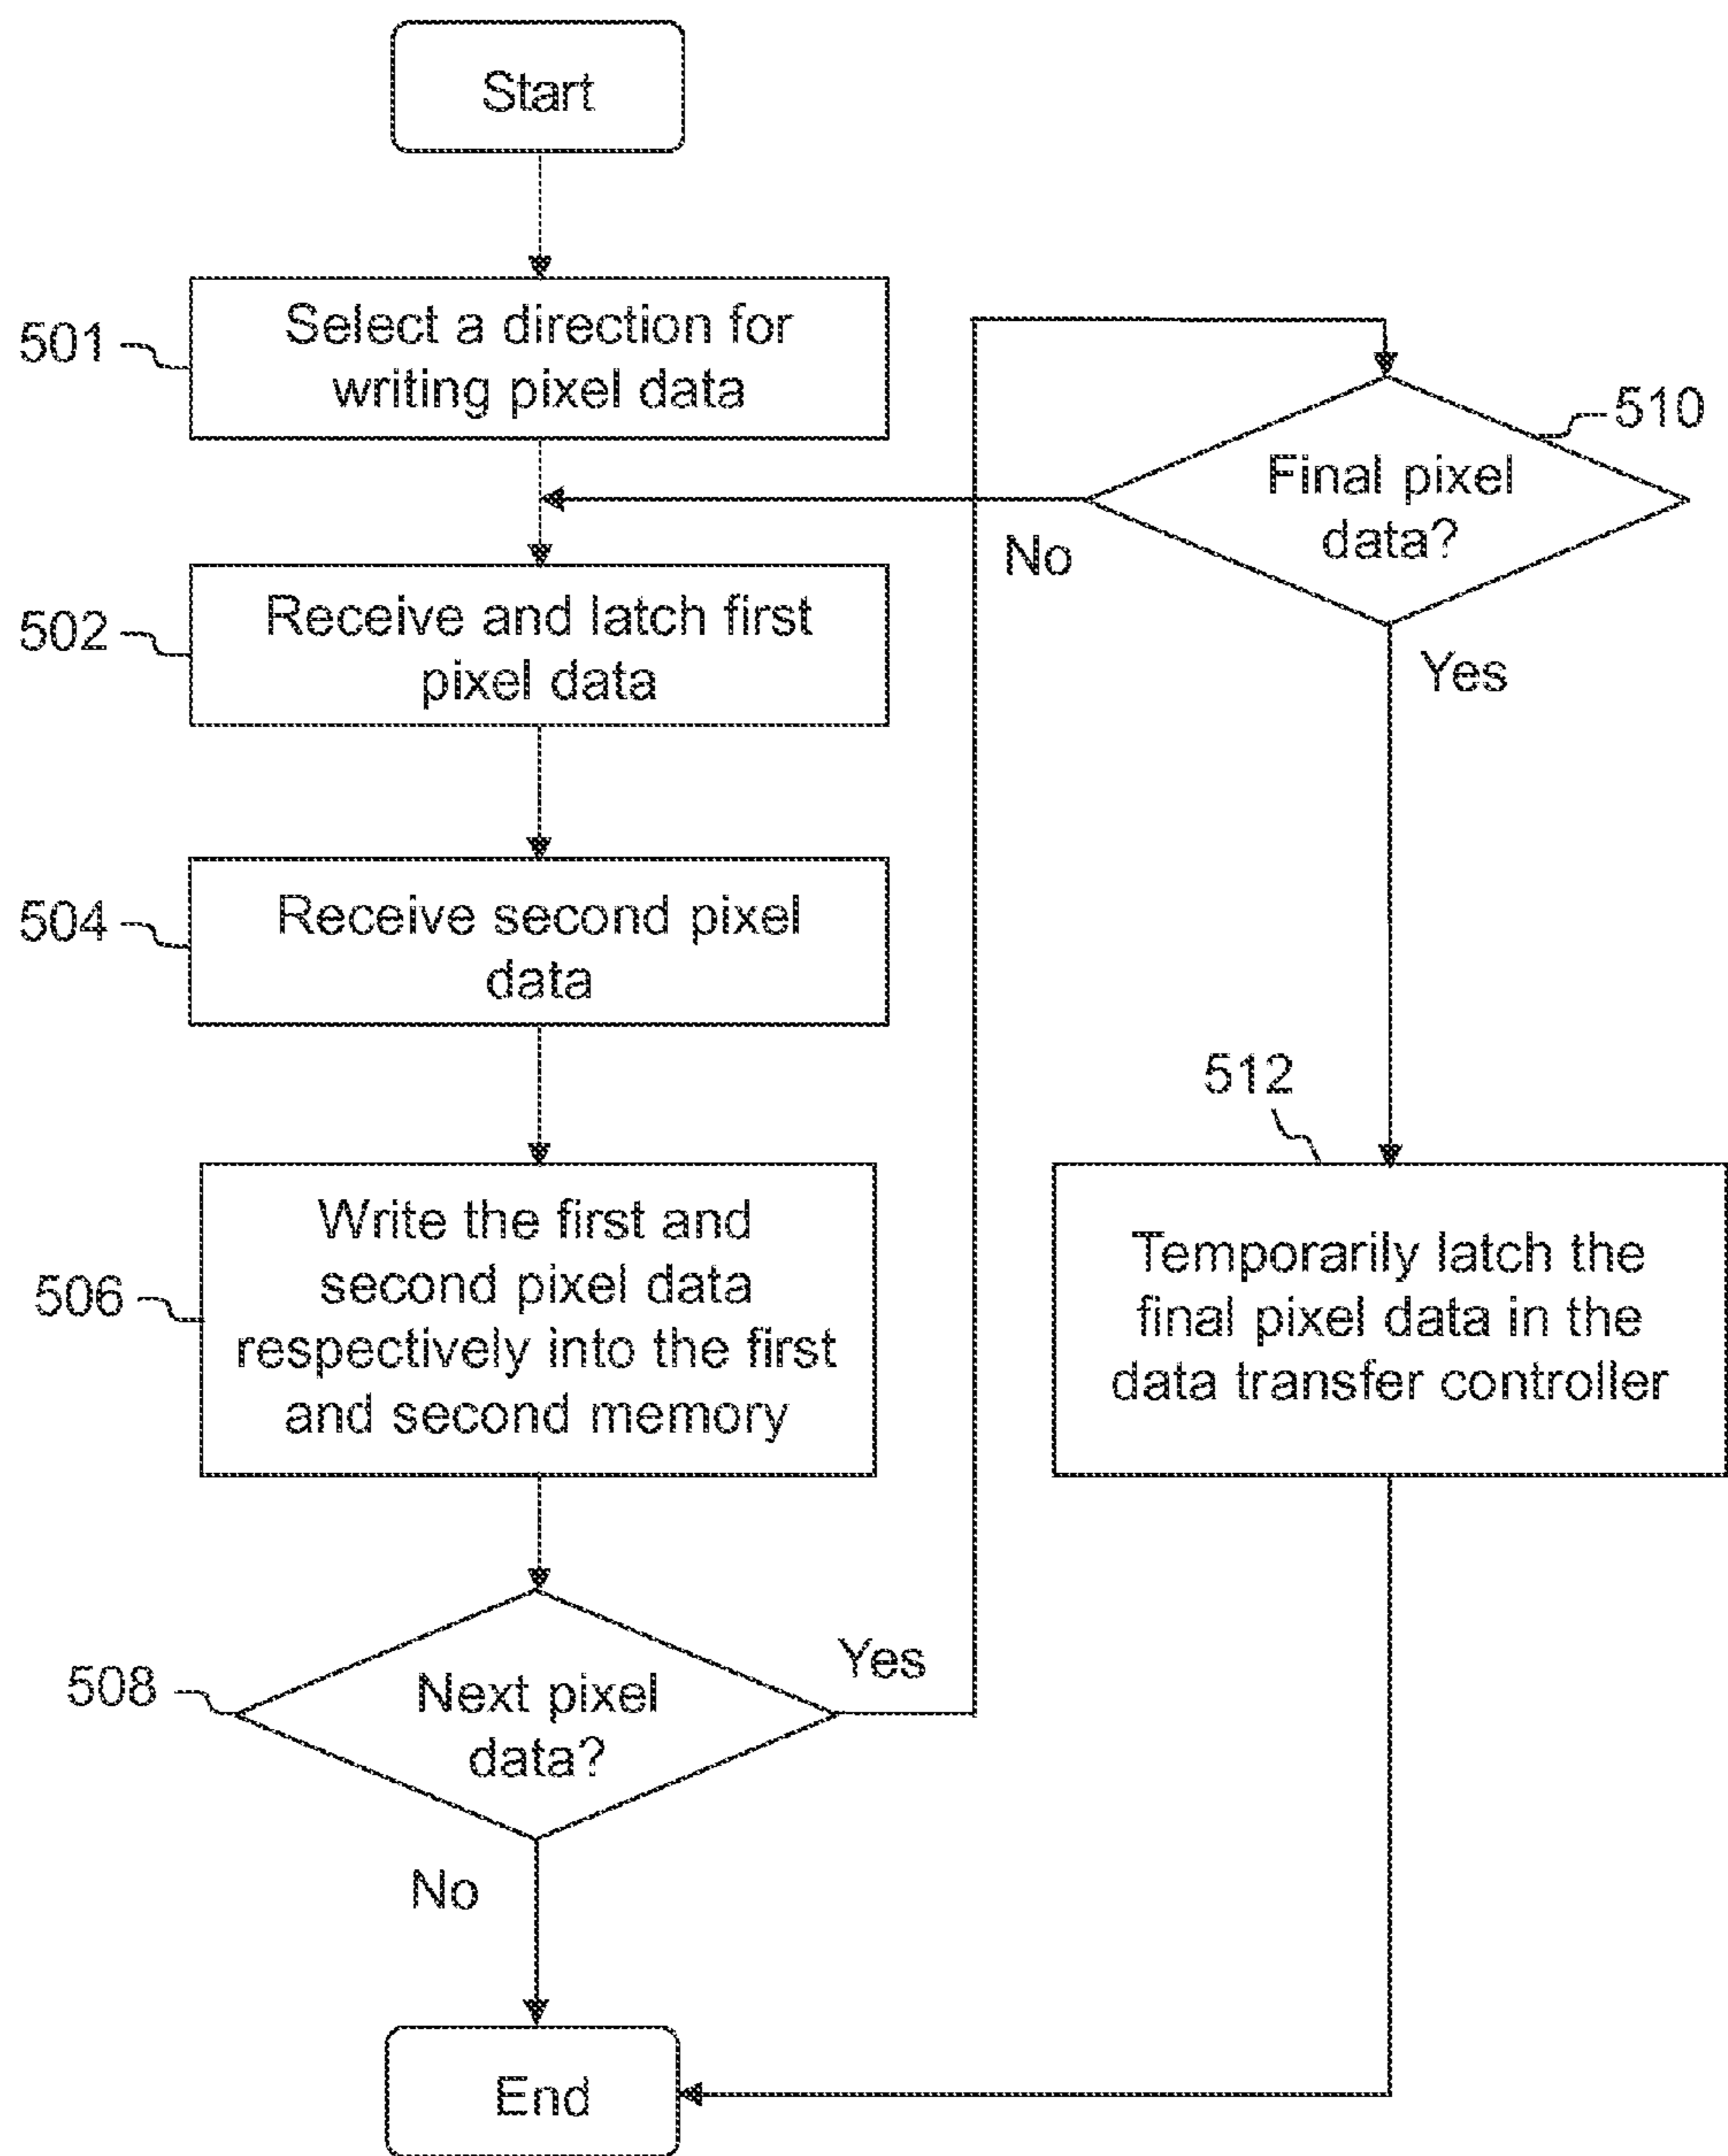 Start
501
Select a direction for
writing pixel data
510
Final pixel
data?
No
Yes
502
Receive and latch first
pixel data
504
Receive second pixel
data
512
Temporarily latch the
final pixel data in the
data transfer controller
506
Write the first and
second pixel data
respectively into the first
and second memory
508
Next pixel
data?
Yes
No
End